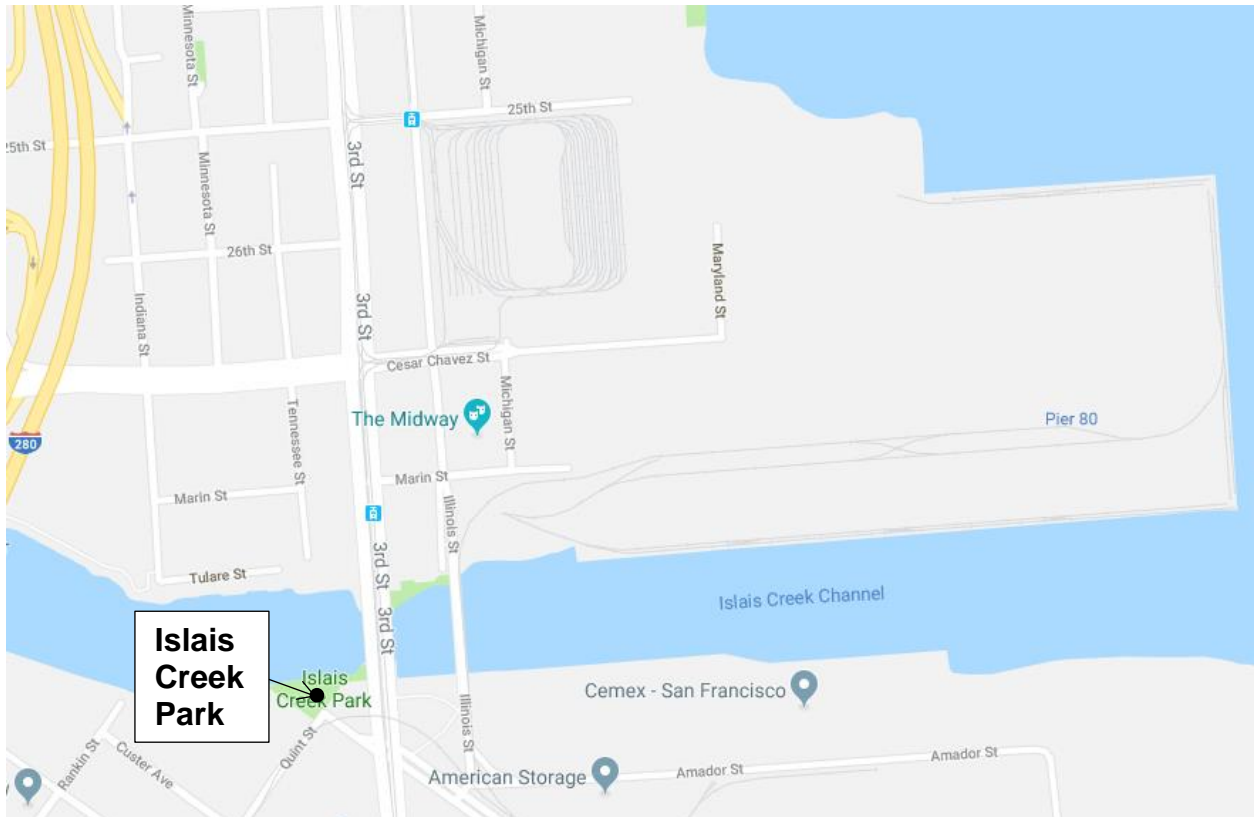 Minnesota St
Michigan St
25th St
25th St
3rd St
Minnesota St
26th St
Maryland St
Indiana St
3rd St
Cesar Chavez St
Michigan St
The Midway
Tennessee St
Pier 80
280
Marin St
Marin St
Illinois St
3rd St
Tulare St
3rd St
Islais Creek Channel
Islais
Creek
Park
Islais
Creek Park
Cemex - San Francisco
Illinois St
Quint St
Rankin St
Custer Ave
American Storage
Amador St
Amador St